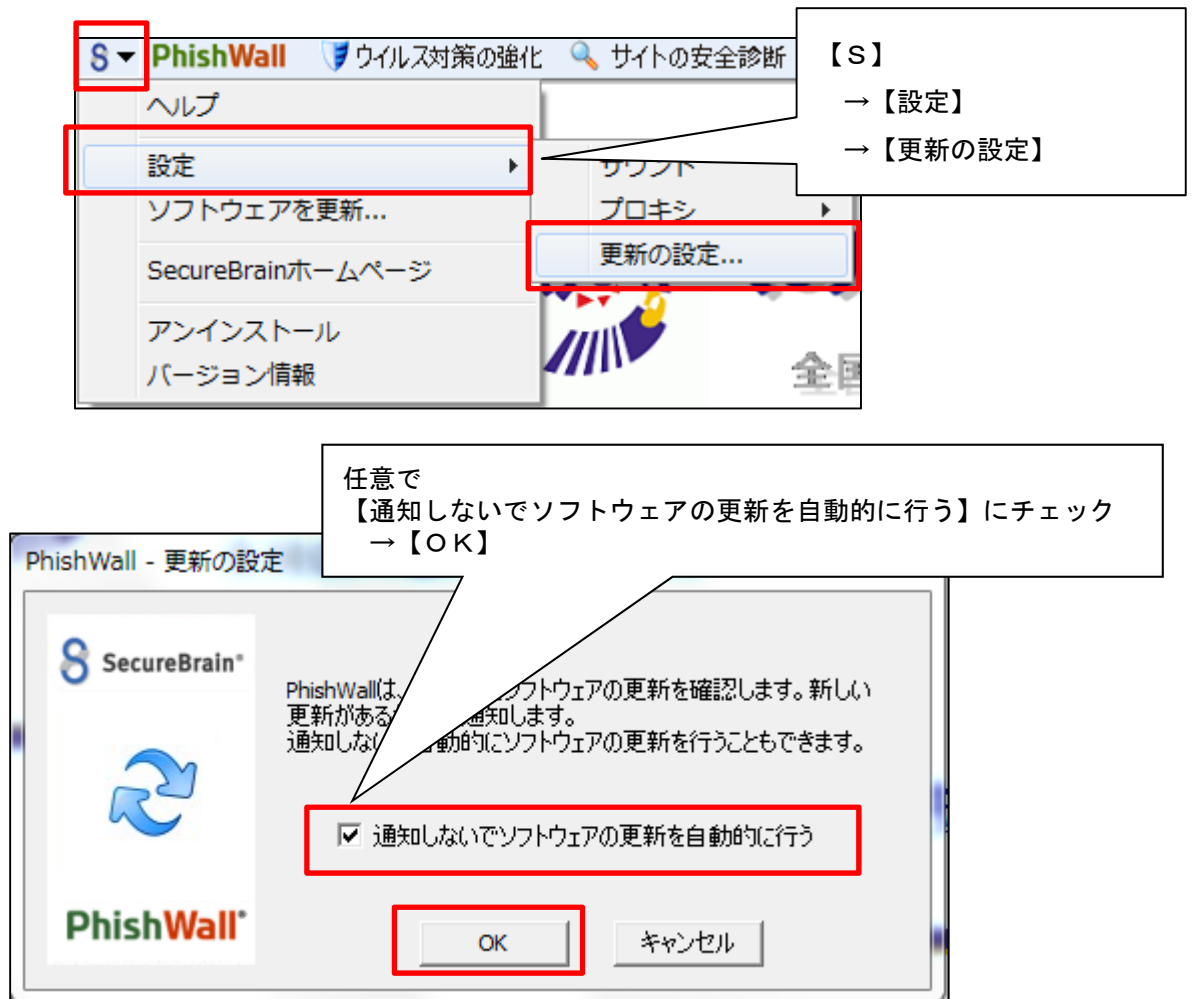 S PhishWall ウイルス対策の強化 サイトの安全診断
【S】
→【設定】
→【更新の設定】
ヘルプ
設定
ソフトウェアを更新...
SecureBrainホームページ
アンインストール
バージョン情報
プロキシ
更新の設定...
全国
任意で
【通知しないでソフトウェアの更新を自動的に行う】にチェック
→【OK】
PhishWall - 更新の設定
SecureBrain®
PhishWallは、 フトウェアの更新を確認します。新しい
更新がある 通知します。
通知しない 自動的にソフトウェアの更新を行うこともできます。
通知しないでソフトウェアの更新を自動的に行う
PhishWall®
OK キャンセル